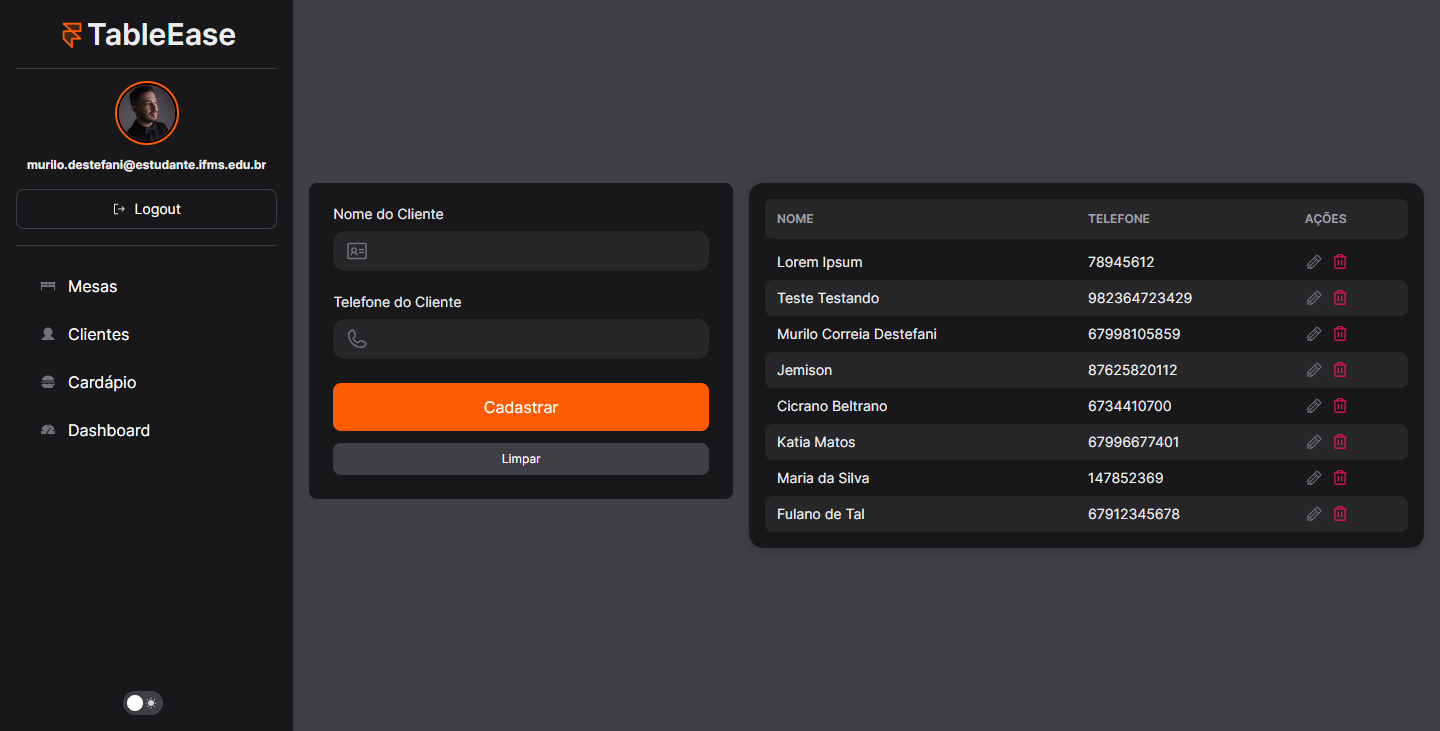 TableEase
murilo.destefani@estudante.ifms.edu.br
Logout
Mesas
Clientes
Cardápio
Dashboard
Nome do Cliente
Telefone do Cliente
Cadastrar
Limpar
NOME TELEFONE AÇÕES
Lorem Ipsum 78945612
Teste Testando 982364723429
Murilo Correia Destefani 67998105859
Jemison 87625820112
Cicrano Beltrano 6734410700
Katia Matos 67996677401
Maria da Silva 147852369
Fulano de Tal 67912345678